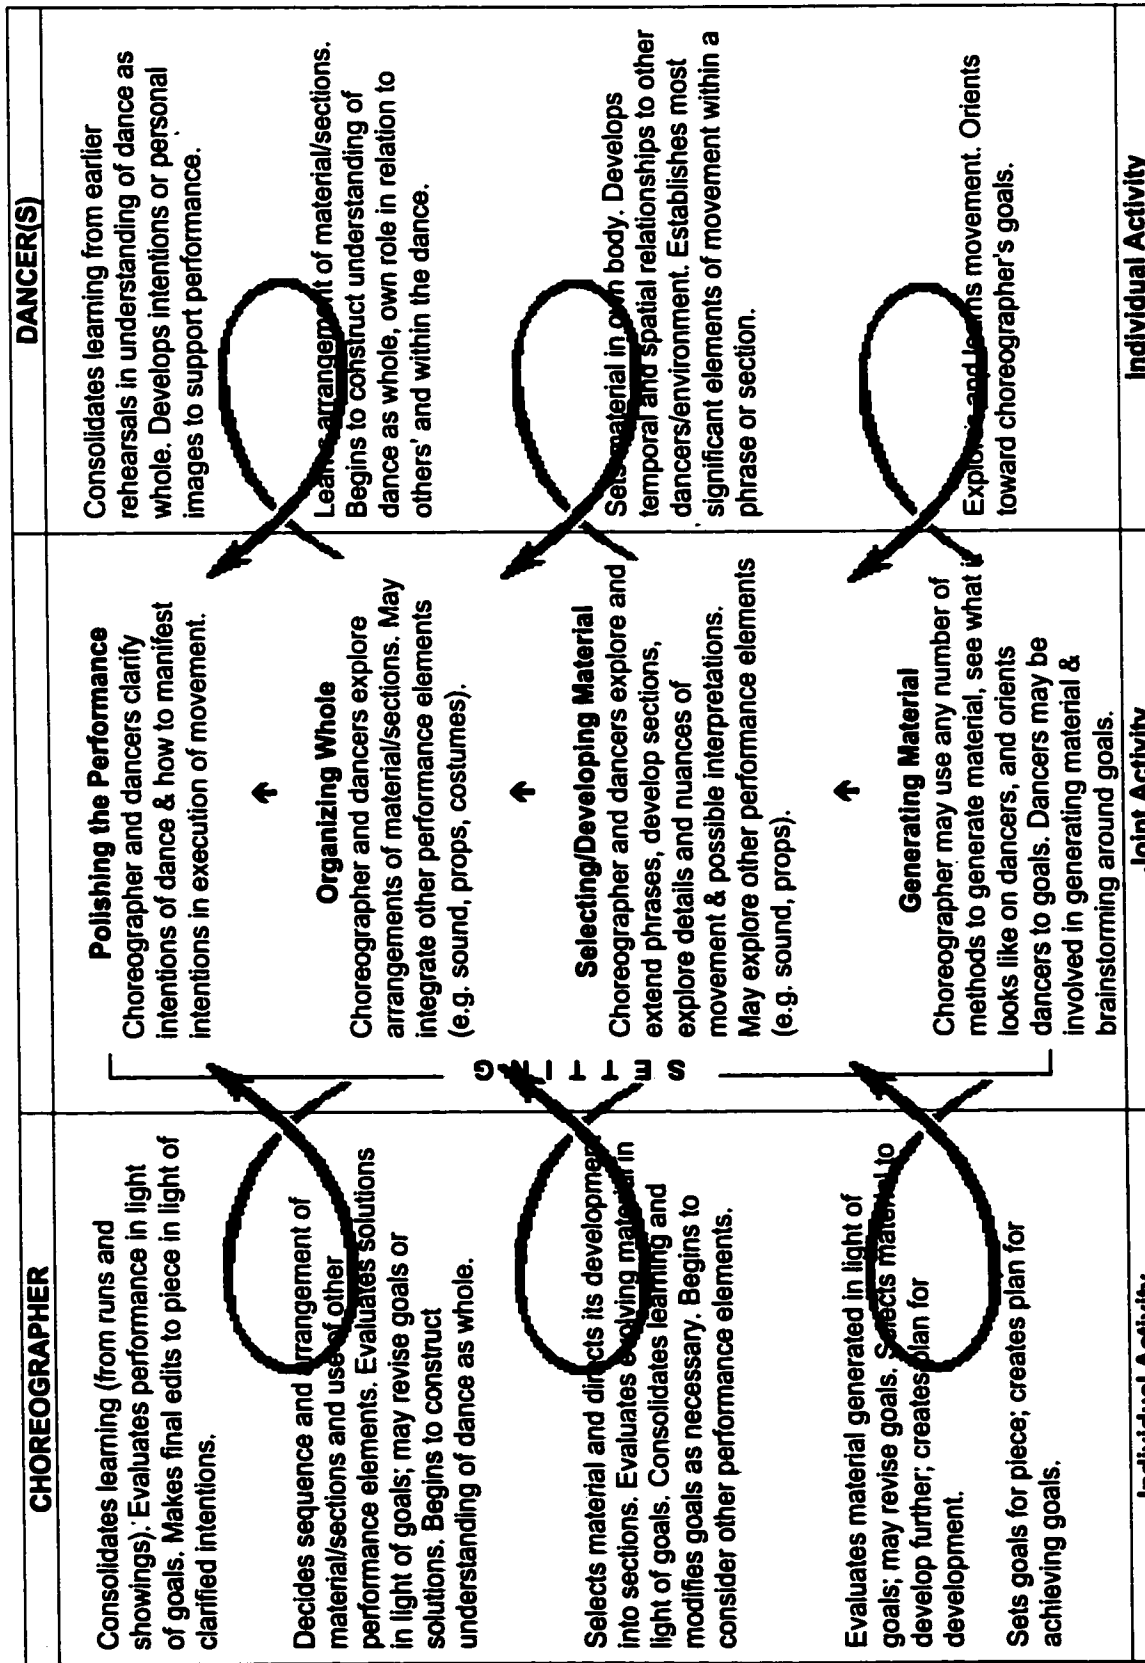 CHOREOGRAPHER
Consolidates learning (from runs and
showings). Evaluates performance in light
of goals. Makes final edits to piece in light of
clarified intentions.
Decides sequence and arrangement of
material/sections and use of other
performance elements. Evaluates solutions
in light of goals; may revise goals or
solutions. Begins to construct
understanding of dance as whole.
Selects material and directs its development
into sections. Evaluates evolving material in
light of goals. Consolidates learning and
modifies goals as necessary. Begins to
consider other performance elements.
Evaluates material generated in light of
goals; may revise goals. Selects material to
develop further; creates plan for
development.
Sets goals for piece; creates plan for
achieving goals.
Individual Activity
SETTING
Polishing the Performance
Choreographer and dancers clarify
intentions of dance & how to manifest
intentions in execution of movement.
Organizing Whole
Choreographer and dancers explore
arrangements of material/sections. May
integrate other performance elements
(e.g. sound, props, costumes).
Selecting/Developing Material
Choreographer and dancers explore and
extend phrases, develop sections,
explore details and nuances of
movement & possible interpretations.
May explore other performance elements
(e.g. sound, props).
Generating Material
Choreographer may use any number of
methods to generate material, see what it
looks like on dancers, and orients
dancers to goals. Dancers may be
involved in generating material &
brainstorming around goals.
Joint Activity
DANCER(S)
Consolidates learning from earlier
rehearsals in understanding of dance as
whole. Develops intentions or personal
images to support performance.
Learns arrangement of material/sections.
Begins to construct understanding of
dance as whole, own role in relation to
others' and within the dance.
Sets material in own body. Develops
temporal and spatial relationships to other
dancers/environment. Establishes most
significant elements of movement within a
phrase or section.
Explores and learns movement. Orients
toward choreographer's goals.
Individual Activity